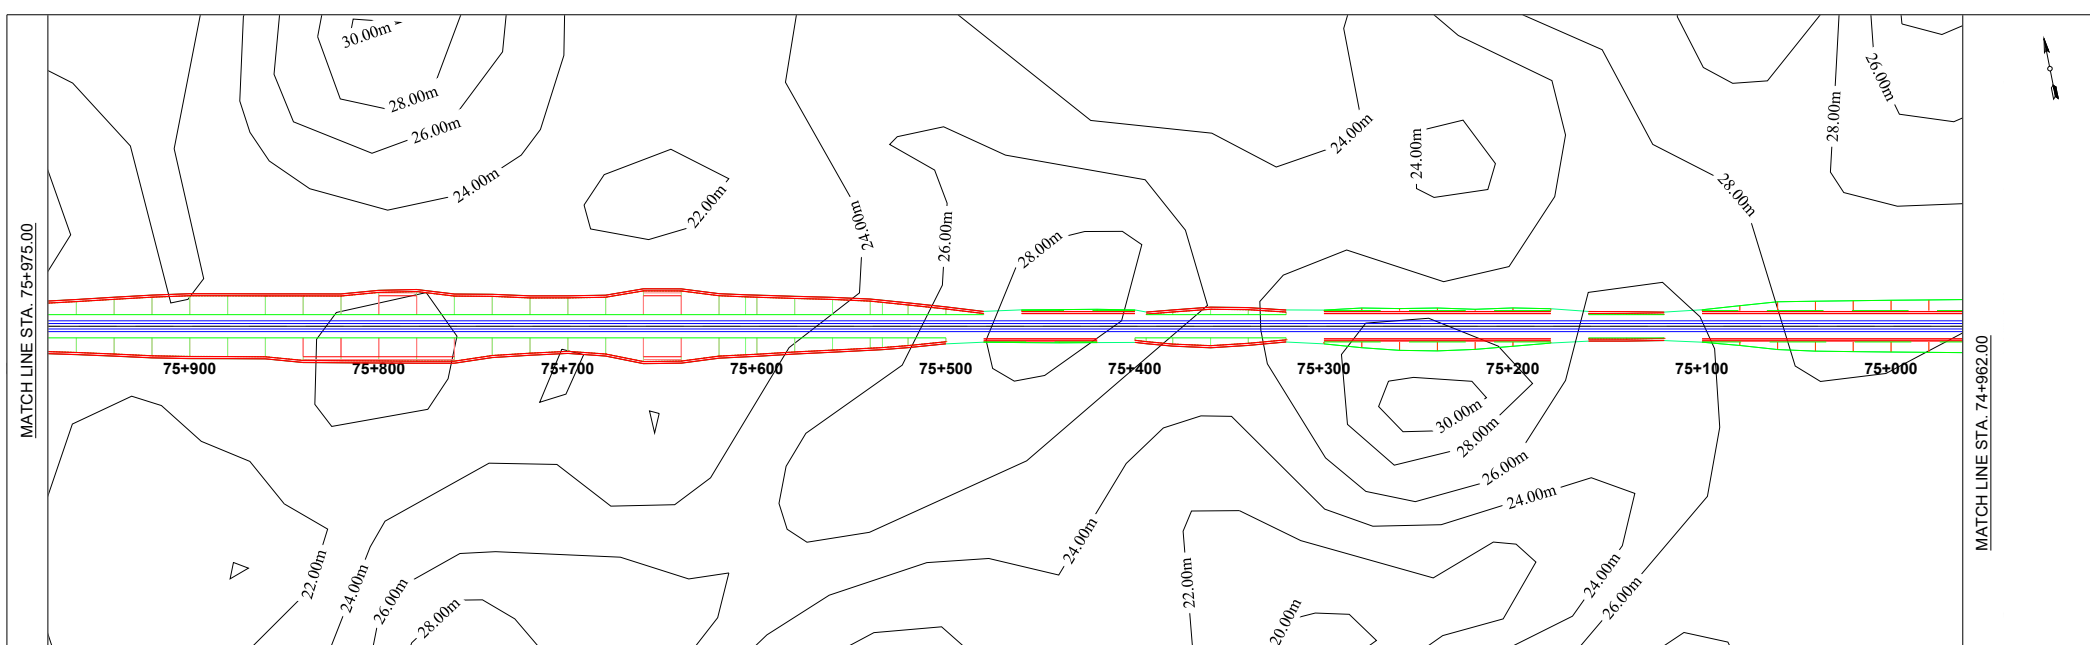 30.00m
28.00m
26.00m
24.00m
22.00m
24.00m
26.00m
28.00m
24.00m
24.00m
28.00m
28.00m
26.00m
MATCH LINE STA. 75+975.00
75+900
75+800
75+700
75+600
75+500
75+400
75+300
75+200
75+100
75+000
MATCH LINE STA. 74+962.00
30.00m
28.00m
26.00m
24.00m
22.00m
24.00m
26.00m
28.00m
24.00m
22.00m
20.00m
24.00m
26.00m